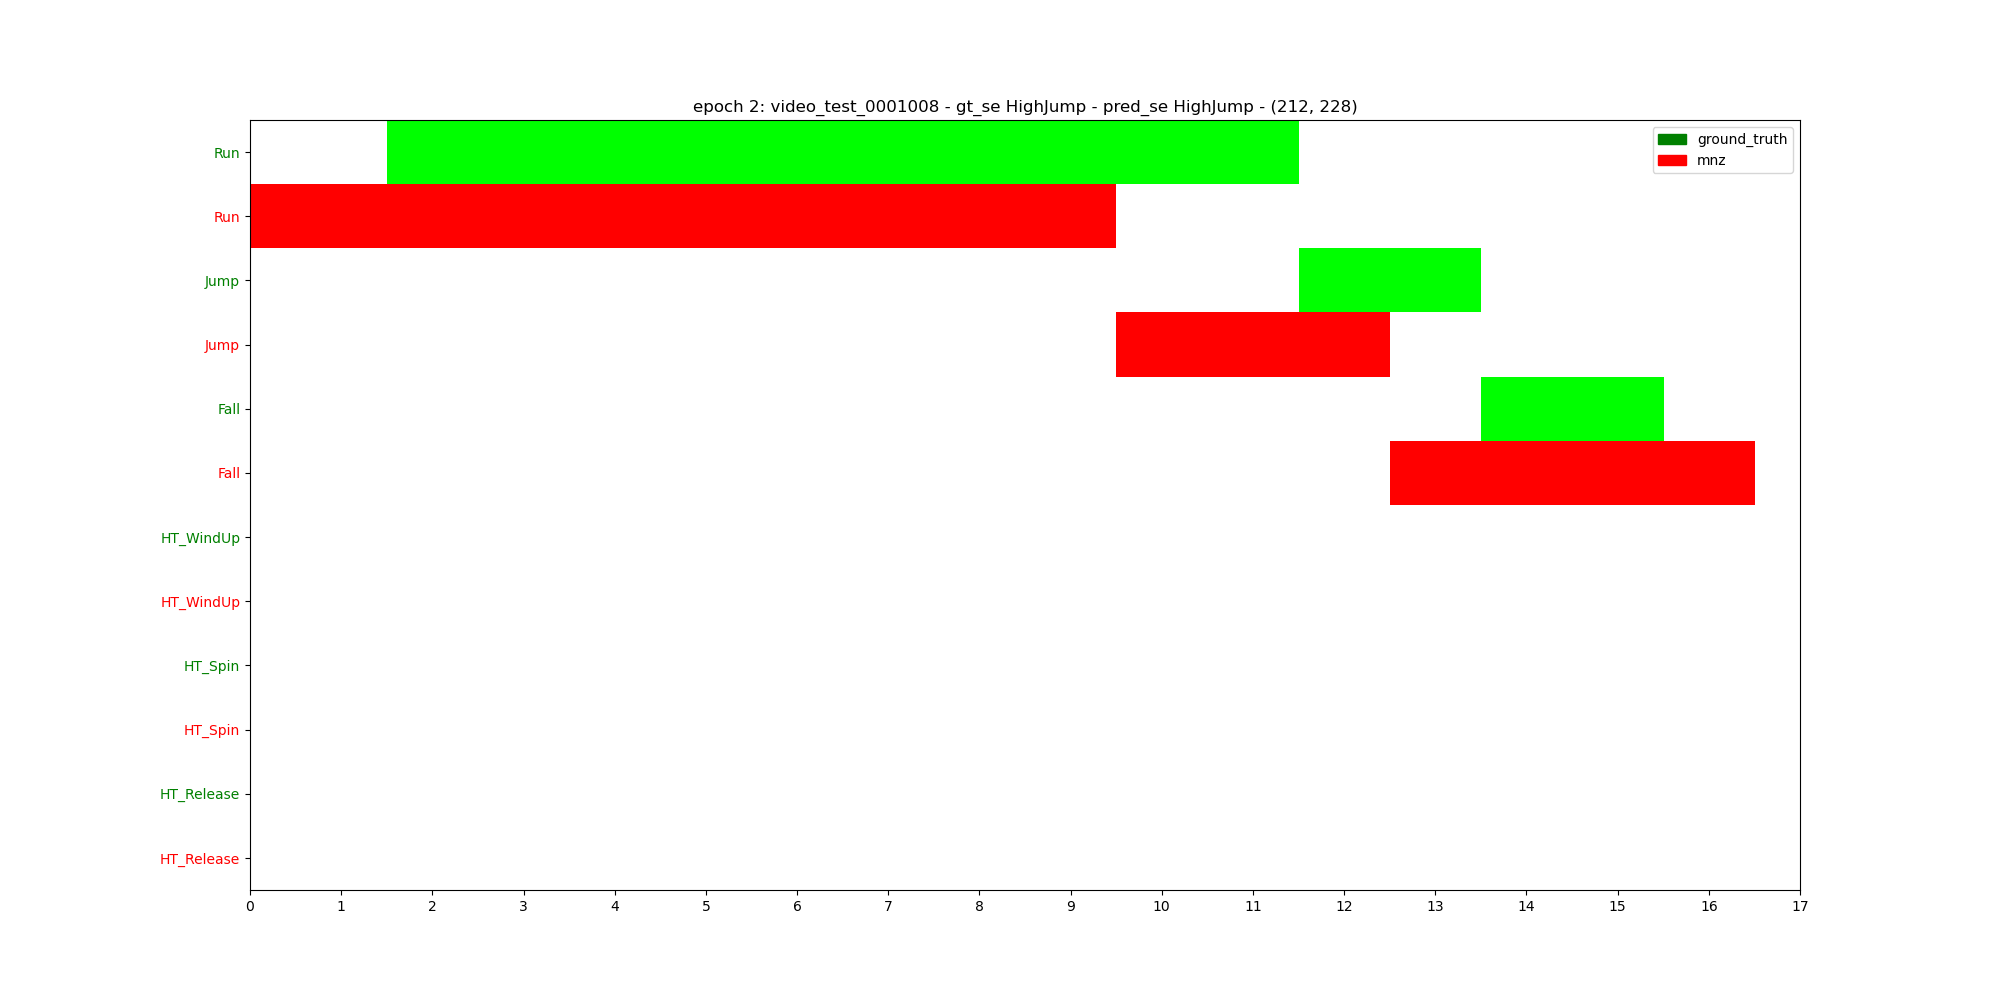 epoch 2: video_test_0001008 - gt_se HighJump - pred_se HighJump - (212, 228)
ground_truth
mnz
Run
Run
Jump
Jump
Fall
Fall
HT_WindUp
HT_WindUp
HT_Spin
HT_Spin
HT_Release
HT_Release
0 1 2 3 4 5 6 7 8 9 10 11 12 13 14 15 16 17